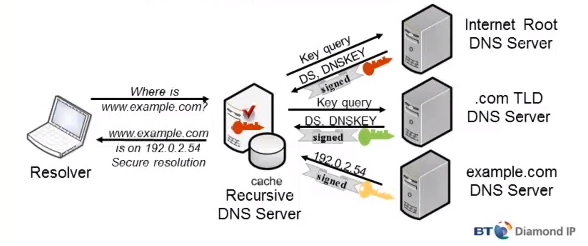 Internet Root
DNS Server
Key query
DS, DNSKEY
signed
Where is
www.example.com?
www.example.com
is on 192.0.2.54
Secure resolution
Resolver
cache
Recursive
DNS Server
Key query
DS, DNSKEY
signed
.com TLD
DNS Server
192.0.2.54
signed
example.com
DNS Server
BT Diamond IP